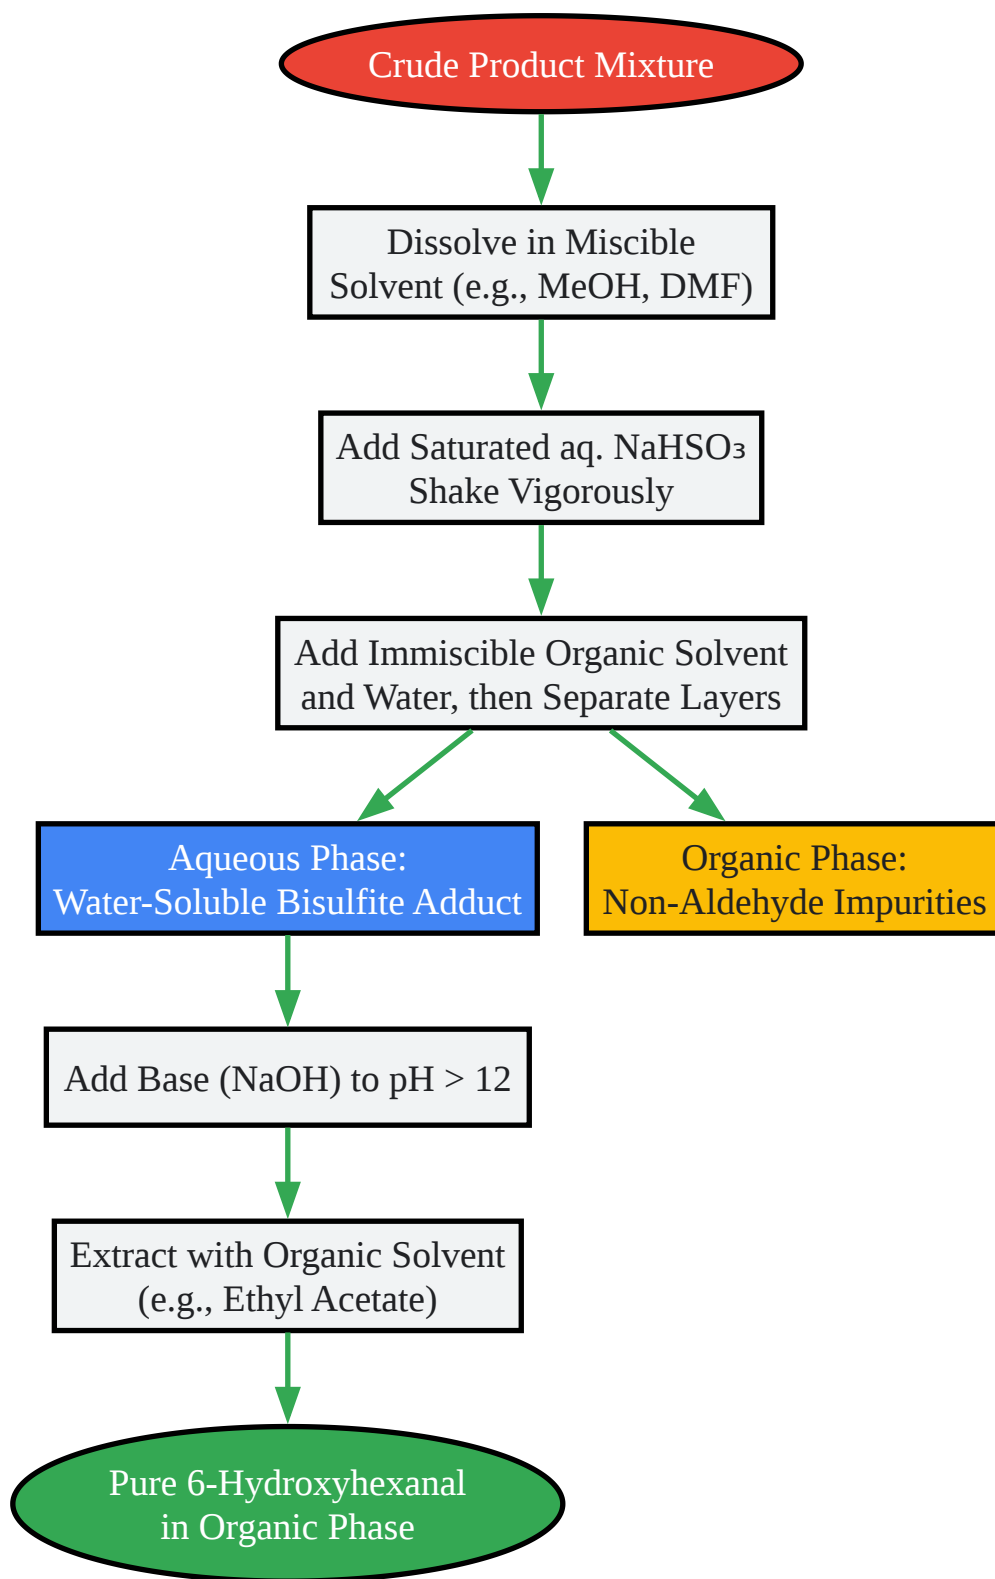 Crude Product Mixture
Dissolve in Miscible
Solvent (e.g., MeOH, DMF)
Add Saturated aq. NaHSO₃
Shake Vigorously
Add Immiscible Organic Solvent
and Water, then Separate Layers
Aqueous Phase:
Water-Soluble Bisulfite Adduct
Organic Phase:
Non-Aldehyde Impurities
Add Base (NaOH) to pH > 12
Extract with Organic Solvent
(e.g., Ethyl Acetate)
Pure 6-Hydroxyhexanal
in Organic Phase